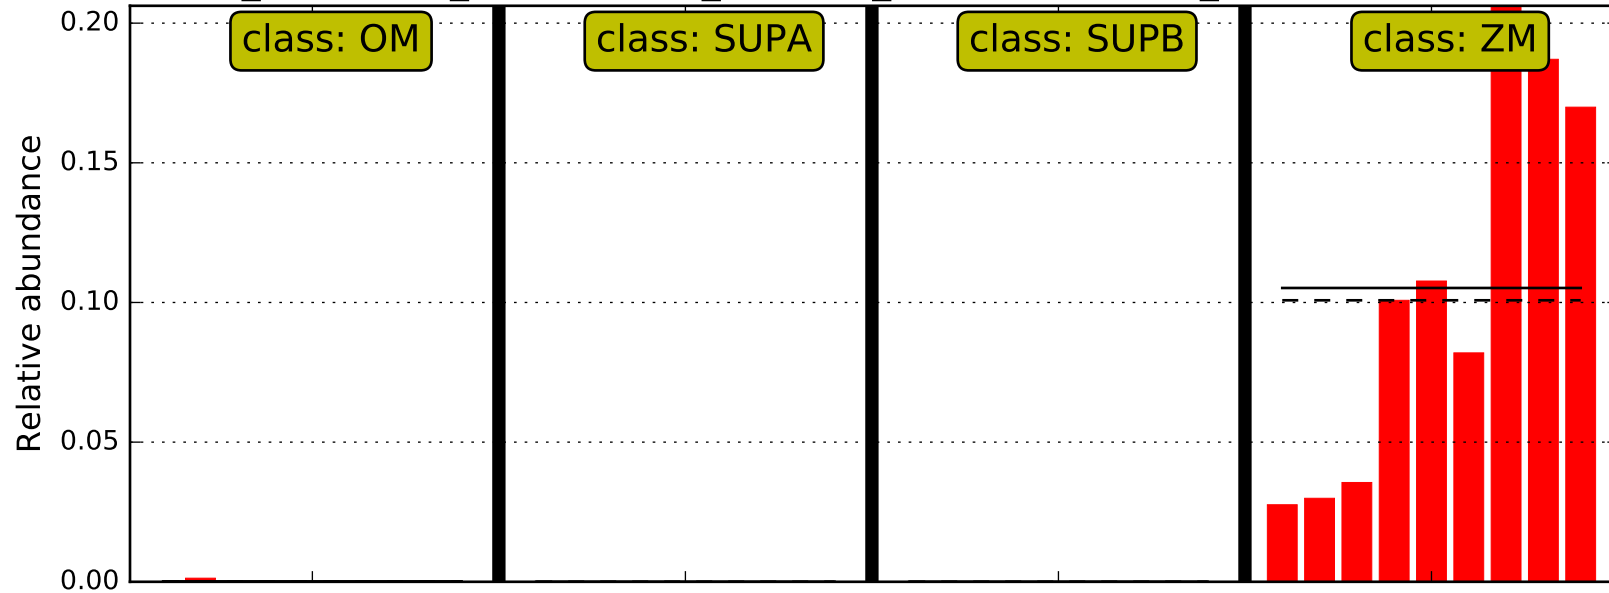 0.20
class: OM
class: SUPA
class: SUPB
class: ZM
0.15
0.10
0.05
0.00
Relative abundance